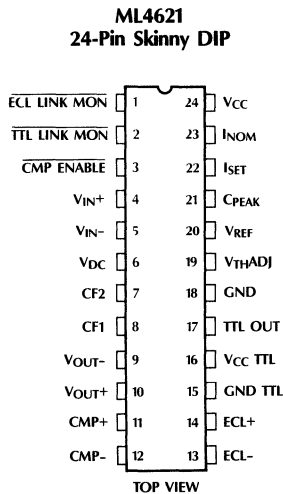 ML4621
24-Pin Skinny DIP
ECL LINK MON 1 24 VCC
TTL LINK MON 2 23 INOM
CMP ENABLE 3 22 ISET
VIN+ 4 21 CPEAK
VIN- 5 20 VREF
VDC 6 19 VTHADJ
CF2 7 18 GND
CF1 8 17 TTL OUT
VOUT- 9 16 VCC TTL
VOUT+ 10 15 GND TTL
CMP+ 11 14 ECL+
CMP- 12 13 ECL-
TOP VIEW